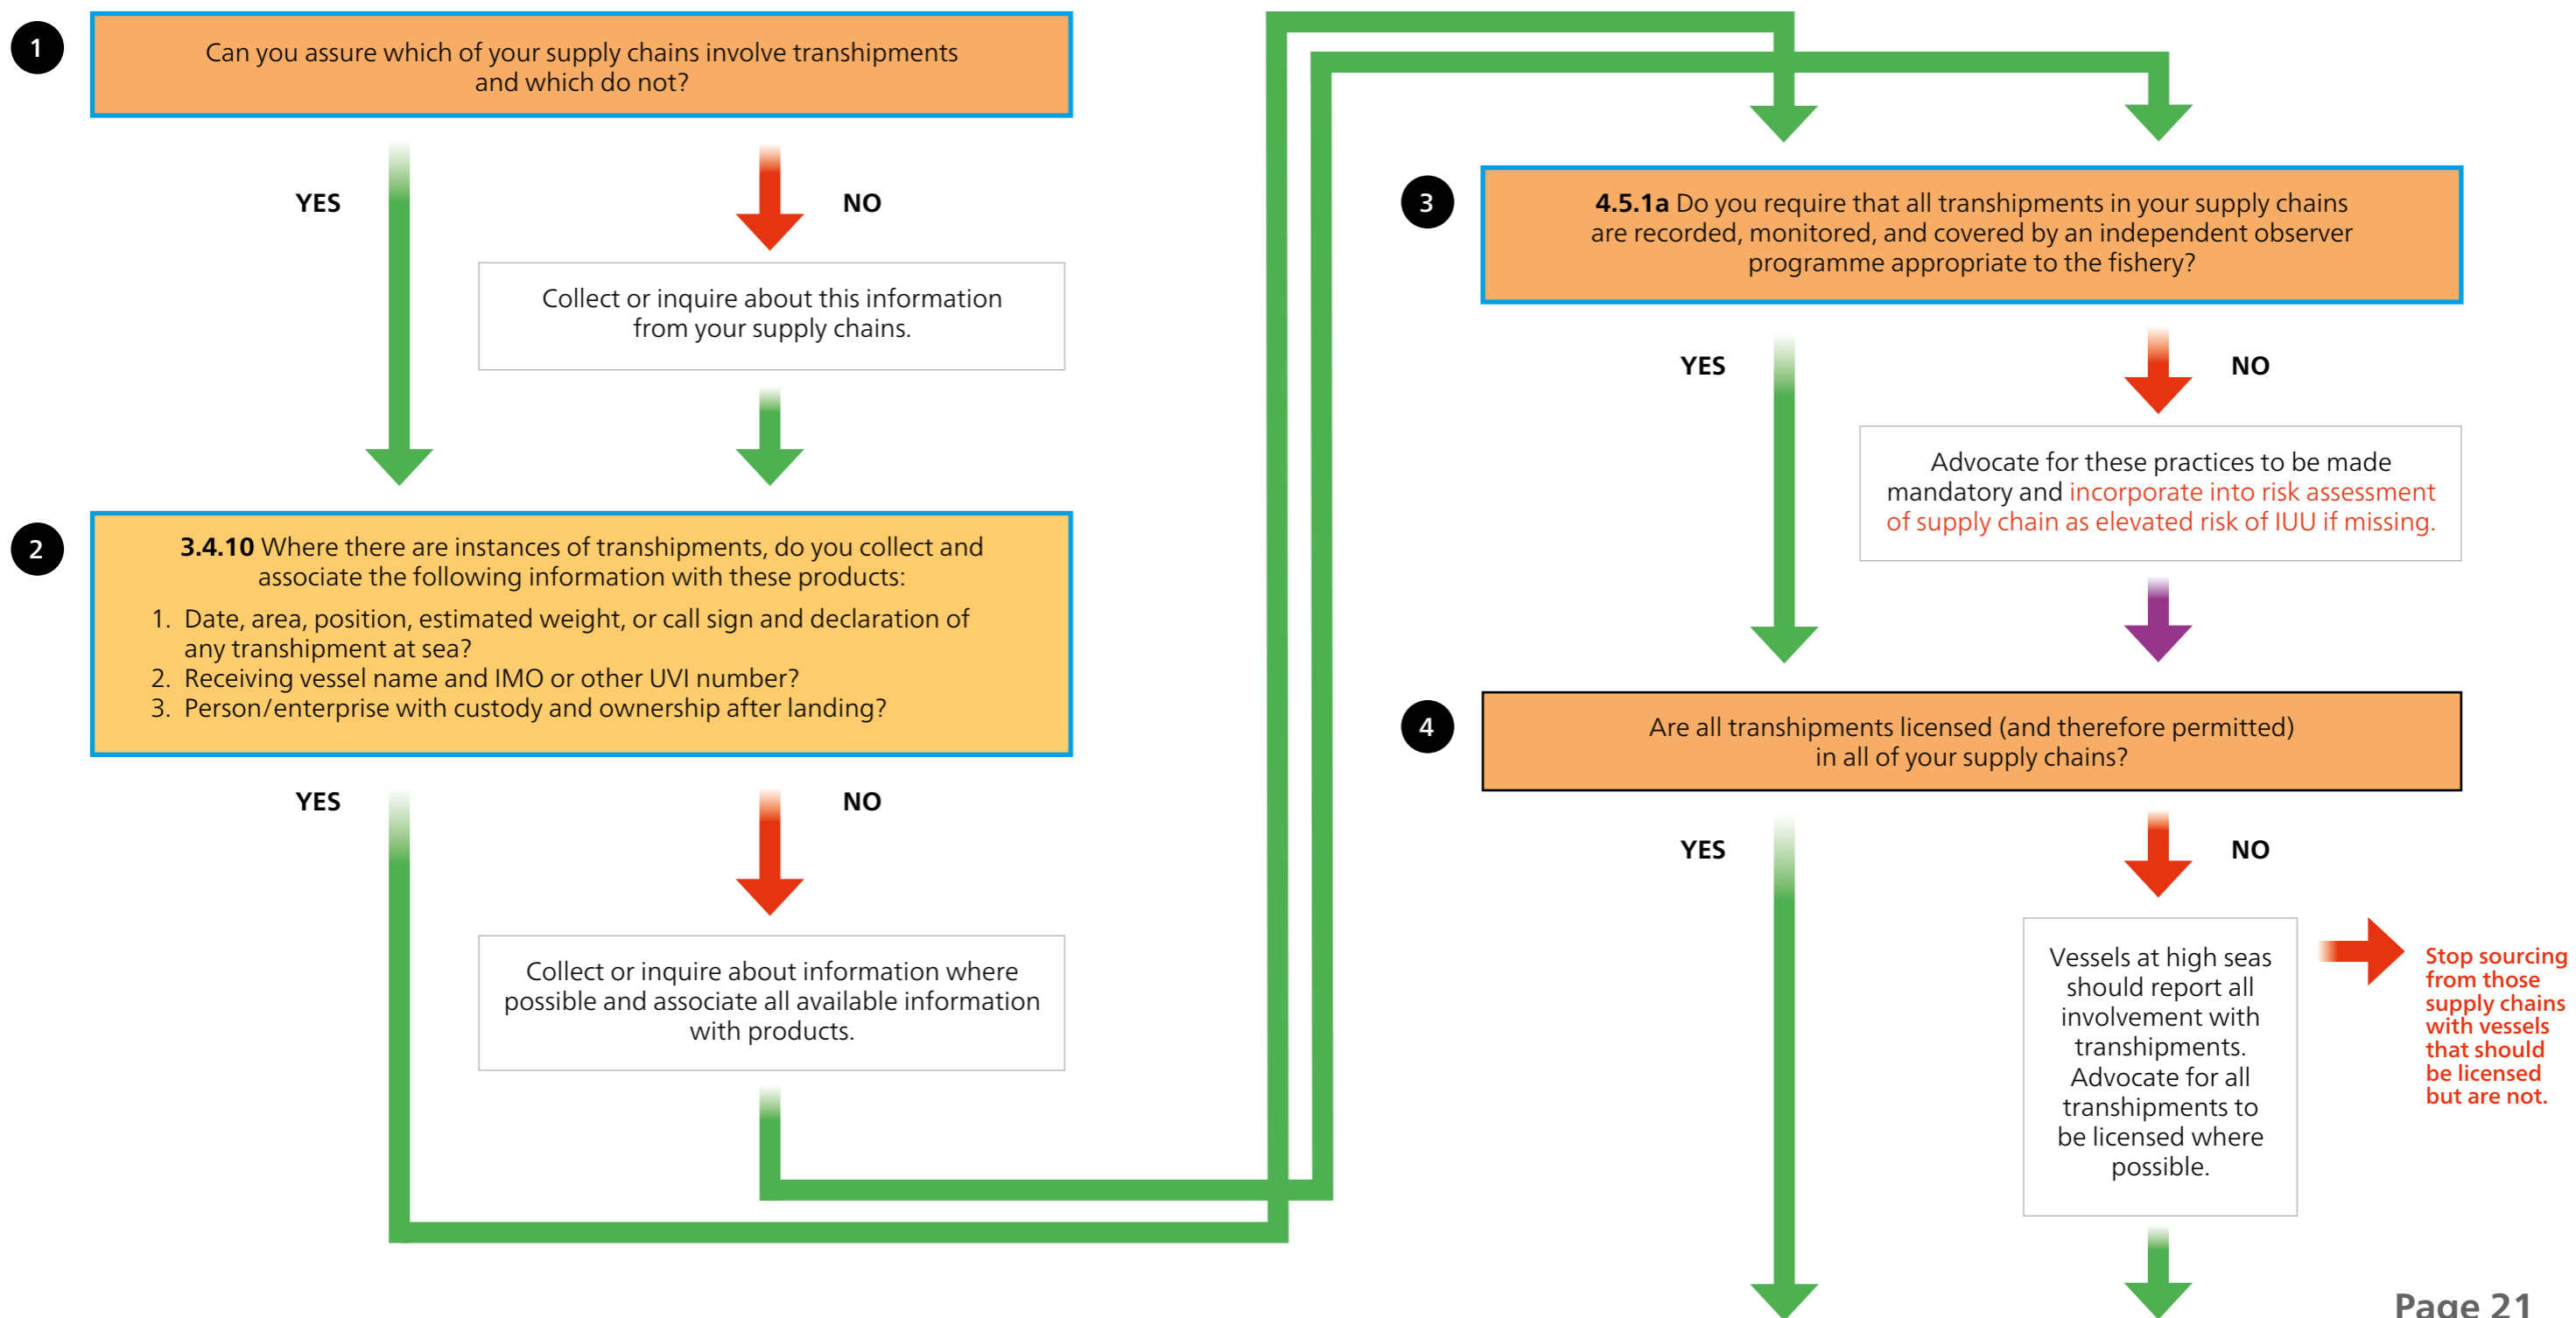 1
Can you assure which of your supply chains involve transhipments
and which do not?
YES
NO
Collect or inquire about this information
from your supply chains.
2
3.4.10 Where there are instances of transhipments, do you collect and
associate the following information with these products:
1. Date, area, position, estimated weight, or call sign and declaration of
any transhipment at sea?
2. Receiving vessel name and IMO or other UVI number?
3. Person/enterprise with custody and ownership after landing?
YES
NO
Collect or inquire about information where
possible and associate all available information
with products.
3
4.5.1a Do you require that all transhipments in your supply chains
are recorded, monitored, and covered by an independent observer
programme appropriate to the fishery?
YES
NO
Advocate for these practices to be made
mandatory and incorporate into risk assessment
of supply chain as elevated risk of IUU if missing.
4
Are all transhipments licensed (and therefore permitted)
in all of your supply chains?
YES
NO
Vessels at high seas
should report all
involvement with
transhipments.
Advocate for all
transhipments to
be licensed where
possible.
Stop sourcing
from those
supply chains
with vessels
that should
be licensed
but are not.
Page 21